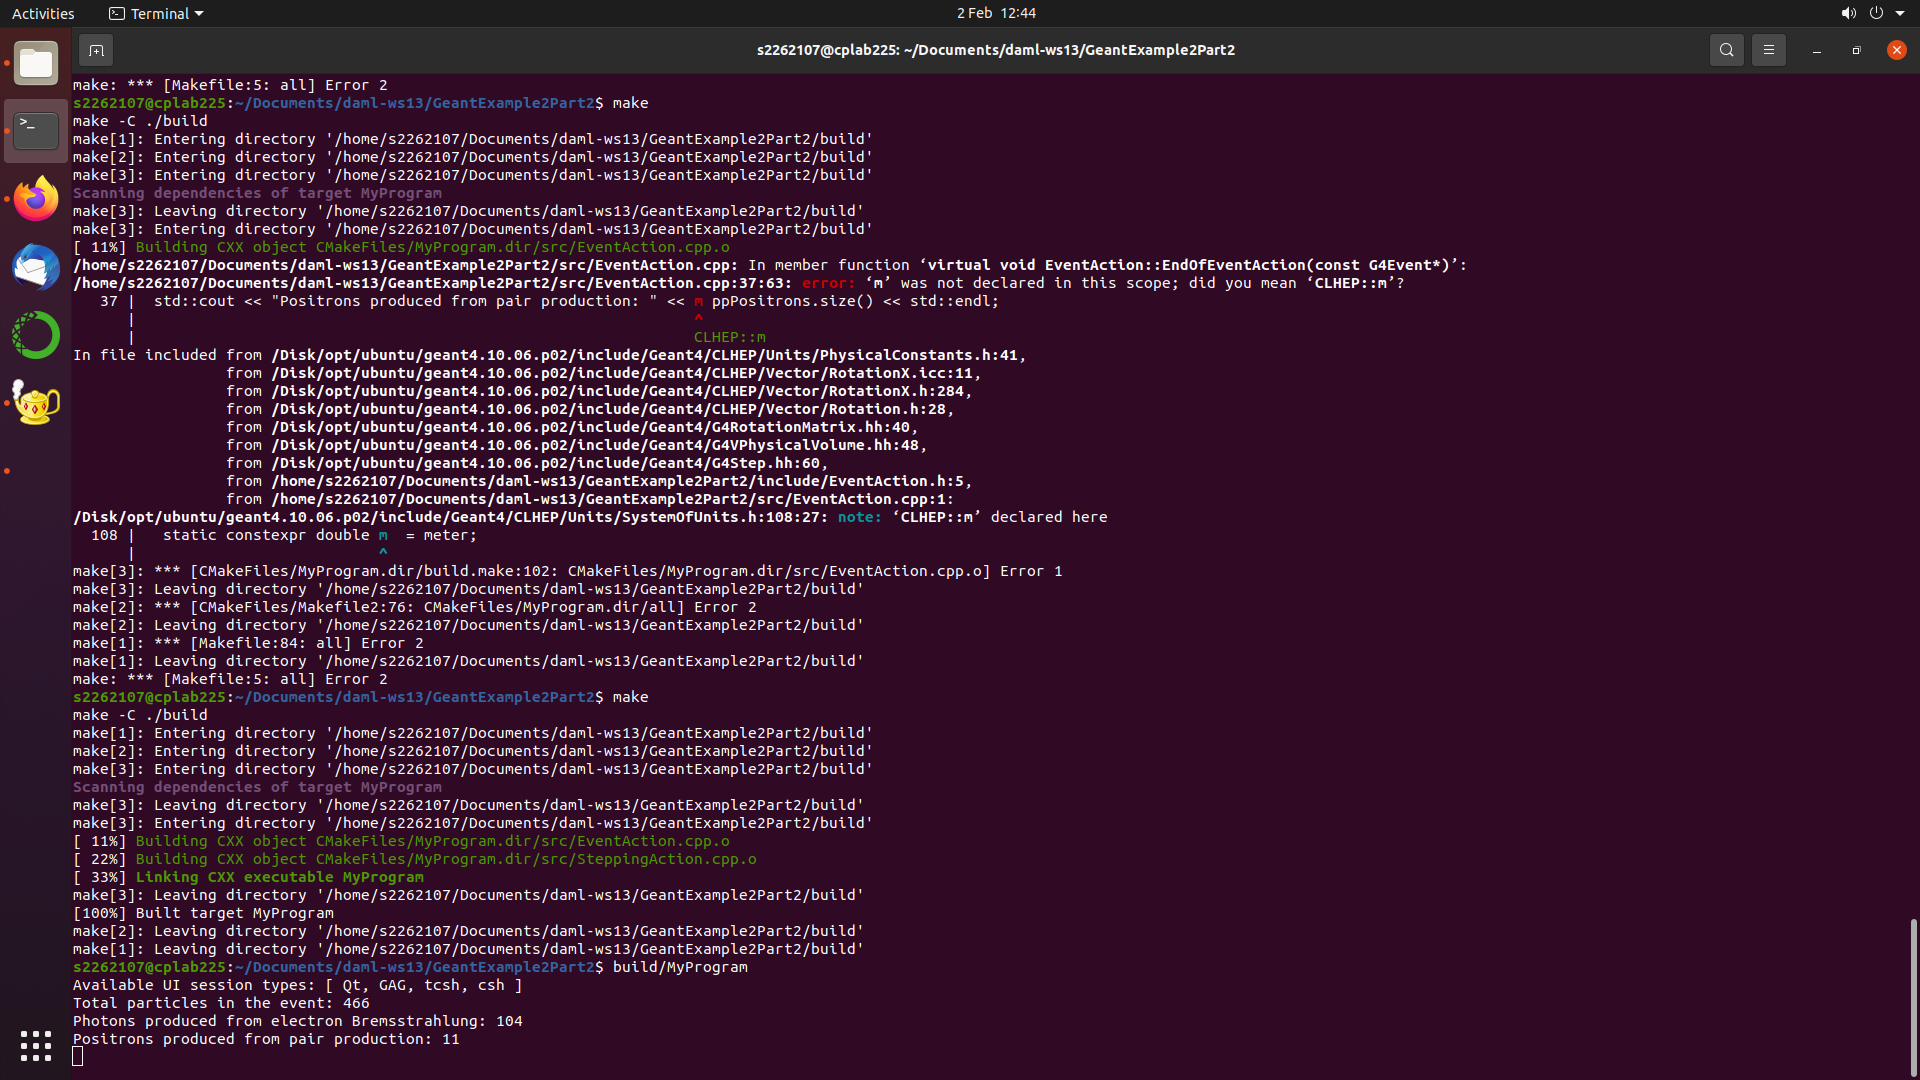 Activities
Terminal
2 Feb 12:44
s2262107@cplab225: ~/Documents/daml-ws13/GeantExample2Part2
make: *** [Makefile:5: all] Error 2
s2262107@cplab225:~/Documents/daml-ws13/GeantExample2Part2$ make
make -C ./build
make[1]: Entering directory '/home/s2262107/Documents/daml-ws13/GeantExample2Part2/build'
make[2]: Entering directory '/home/s2262107/Documents/daml-ws13/GeantExample2Part2/build'
make[3]: Entering directory '/home/s2262107/Documents/daml-ws13/GeantExample2Part2/build'
Scanning dependencies of target MyProgram
make[3]: Leaving directory '/home/s2262107/Documents/daml-ws13/GeantExample2Part2/build'
make[3]: Entering directory '/home/s2262107/Documents/daml-ws13/GeantExample2Part2/build'
[ 11%] Building CXX object CMakeFiles/MyProgram.dir/src/EventAction.cpp.o
/home/s2262107/Documents/daml-ws13/GeantExample2Part2/src/EventAction.cpp: In member function ‘virtual void EventAction::EndOfEventAction(const G4Event*)’:
/home/s2262107/Documents/daml-ws13/GeantExample2Part2/src/EventAction.cpp:37:63: error: ‘m’ was not declared in this scope; did you mean ‘CLHEP::m’?
   37 |  std::cout << "Positrons produced from pair production: " << m ppPositrons.size() << std::endl;
      |                                                              ^
      |                                                              CLHEP::m
In file included from /Disk/opt/ubuntu/geant4.10.06.p02/include/Geant4/CLHEP/Units/PhysicalConstants.h:41,
                 from /Disk/opt/ubuntu/geant4.10.06.p02/include/Geant4/CLHEP/Vector/RotationX.icc:11,
                 from /Disk/opt/ubuntu/geant4.10.06.p02/include/Geant4/CLHEP/Vector/RotationX.h:284,
                 from /Disk/opt/ubuntu/geant4.10.06.p02/include/Geant4/CLHEP/Vector/Rotation.h:28,
                 from /Disk/opt/ubuntu/geant4.10.06.p02/include/Geant4/G4RotationMatrix.hh:40,
                 from /Disk/opt/ubuntu/geant4.10.06.p02/include/Geant4/G4VPhysicalVolume.hh:48,
                 from /Disk/opt/ubuntu/geant4.10.06.p02/include/Geant4/G4Step.hh:60,
                 from /home/s2262107/Documents/daml-ws13/GeantExample2Part2/include/EventAction.h:5,
                 from /home/s2262107/Documents/daml-ws13/GeantExample2Part2/src/EventAction.cpp:1:
/Disk/opt/ubuntu/geant4.10.06.p02/include/Geant4/CLHEP/Units/SystemOfUnits.h:108:27: note: ‘CLHEP::m’ declared here
  108 |   static constexpr double m  = meter;
      |                           ^
make[3]: *** [CMakeFiles/MyProgram.dir/build.make:102: CMakeFiles/MyProgram.dir/src/EventAction.cpp.o] Error 1
make[3]: Leaving directory '/home/s2262107/Documents/daml-ws13/GeantExample2Part2/build'
make[2]: *** [CMakeFiles/Makefile2:76: CMakeFiles/MyProgram.dir/all] Error 2
make[2]: Leaving directory '/home/s2262107/Documents/daml-ws13/GeantExample2Part2/build'
make[1]: *** [Makefile:84: all] Error 2
make[1]: Leaving directory '/home/s2262107/Documents/daml-ws13/GeantExample2Part2/build'
make: *** [Makefile:5: all] Error 2
s2262107@cplab225:~/Documents/daml-ws13/GeantExample2Part2$ make
make -C ./build
make[1]: Entering directory '/home/s2262107/Documents/daml-ws13/GeantExample2Part2/build'
make[2]: Entering directory '/home/s2262107/Documents/daml-ws13/GeantExample2Part2/build'
make[3]: Entering directory '/home/s2262107/Documents/daml-ws13/GeantExample2Part2/build'
Scanning dependencies of target MyProgram
make[3]: Leaving directory '/home/s2262107/Documents/daml-ws13/GeantExample2Part2/build'
make[3]: Entering directory '/home/s2262107/Documents/daml-ws13/GeantExample2Part2/build'
[ 11%] Building CXX object CMakeFiles/MyProgram.dir/src/EventAction.cpp.o
[ 22%] Building CXX object CMakeFiles/MyProgram.dir/src/SteppingAction.cpp.o
[ 33%] Linking CXX executable MyProgram
make[3]: Leaving directory '/home/s2262107/Documents/daml-ws13/GeantExample2Part2/build'
[100%] Built target MyProgram
make[2]: Leaving directory '/home/s2262107/Documents/daml-ws13/GeantExample2Part2/build'
make[1]: Leaving directory '/home/s2262107/Documents/daml-ws13/GeantExample2Part2/build'
s2262107@cplab225:~/Documents/daml-ws13/GeantExample2Part2$ build/MyProgram
Available UI session types: [ Qt, GAG, tcsh, csh ]
Total particles in the event: 466
Photons produced from electron Bremsstrahlung: 104
Positrons produced from pair production: 11